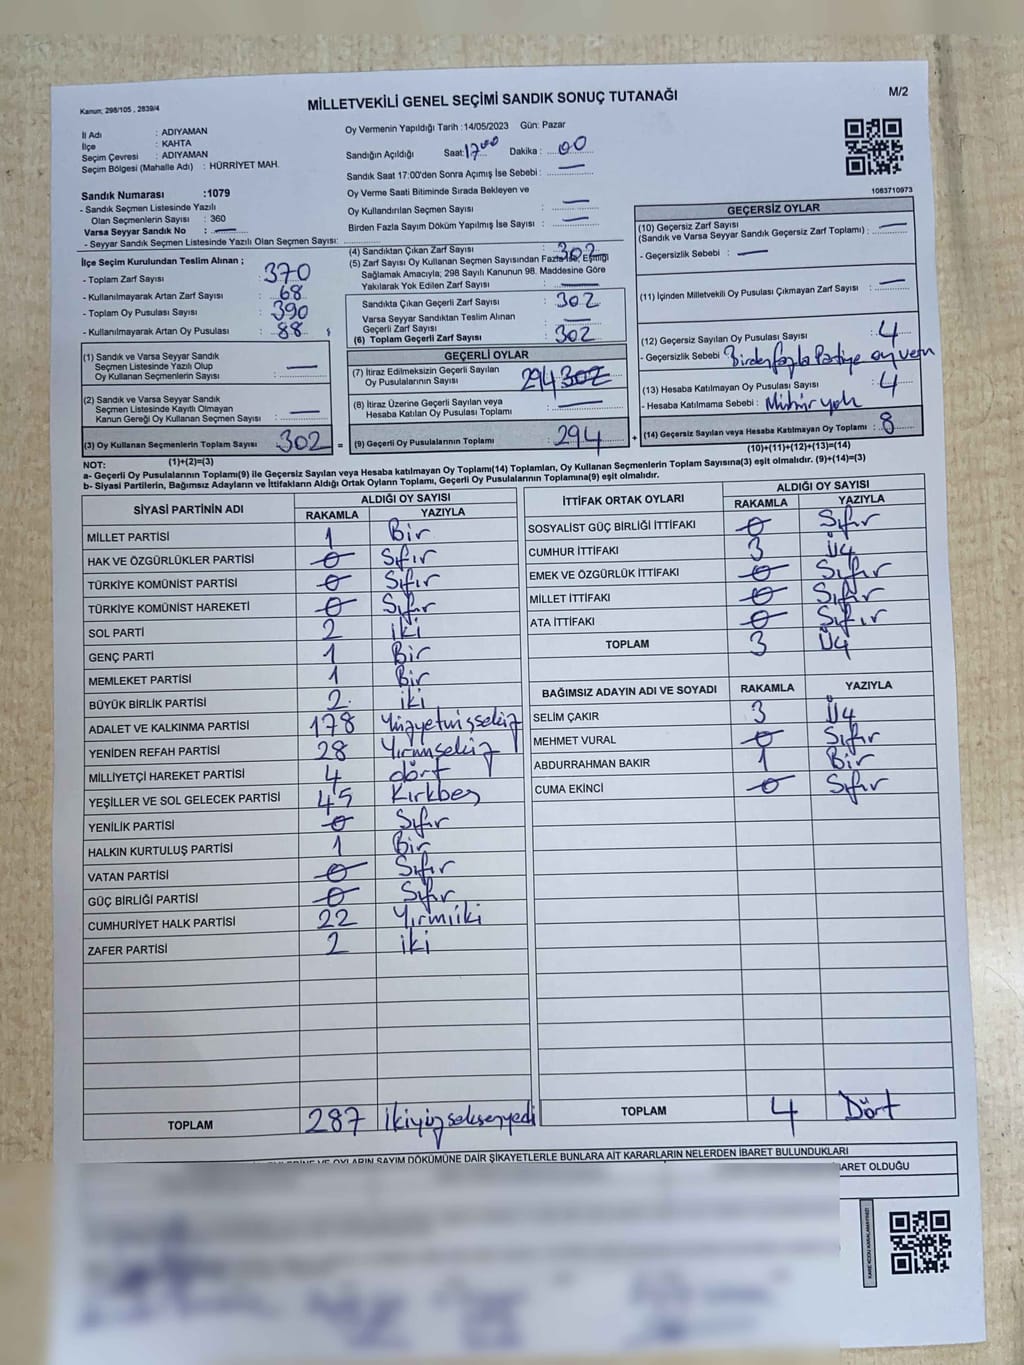 Kanun; 298/105 , 2839/4
MİLLETVEKİLİ GENEL SEÇİMİ SANDIK SONUÇ TUTANAĞI
M/2
İl Adı : ADIYAMAN
İlçe : KAHTA
Seçim Çevresi : ADIYAMAN
Seçim Bölgesi (Mahalle Adı) : HÜRRİYET MAH.
Sandık Numarası :1079
- Sandık Seçmen Listesinde Yazılı
Olan Seçmenlerin Sayısı : 360
Varsa Seyyar Sandık No : —
- Seyyar Sandık Seçmen Listesinde Yazılı Olan Seçmen Sayısı:
Oy Vermenin Yapıldığı Tarih :14/05/2023 Gün: Pazar
Sandığın Açıldığı Saat: 17 00 Dakika : 00
Sandık Saat 17:00'den Sonra Açımış İse Sebebi : —
Oy Verme Saati Bitiminde Sırada Bekleyen ve
Oy Kullandırılan Seçmen Sayısı : —
Birden Fazla Sayım Döküm Yapılmış İse Sayısı : —
1083710973
İlçe Seçim Kurulundan Teslim Alınan ;
- Toplam Zarf Sayısı : 370
- Kullanılmayarak Artan Zarf Sayısı : 68
- Toplam Oy Pusulası Sayısı : 390
- Kullanılmayarak Artan Oy Pusulası : 88
(1) Sandık ve Varsa Seyyar Sandık
Seçmen Listesinde Yazılı Olup
Oy Kullanan Seçmenlerin Sayısı : —
(2) Sandık ve Varsa Seyyar Sandık
Seçmen Listesinde Kayıtlı Olmayan
Kanun Gereği Oy Kullanan Seçmen Sayısı : —
(3) Oy Kullanan Seçmenlerin Toplam Sayısı : 302 =
(1)+(2)=(3)
(4) Sandıktan Çıkan Zarf Sayısı : 302
(5) Zarf Sayısı Oy Kullanan Seçmen Sayısından Fazla İse, Eşitliği
Sağlamak Amacıyla; 298 Sayılı Kanunun 98. Maddesine Göre
Yakılarak Yok Edilen Zarf Sayısı : —
Sandıkta Çıkan Geçerli Zarf Sayısı : 302
Varsa Seyyar Sandıktan Teslim Alınan
Geçerli Zarf Sayısı : —
(6) Toplam Geçerli Zarf Sayısı : 302
GEÇERLİ OYLAR
(7) İtiraz Edilmeksizin Geçerli Sayılan
Oy Pusulalarının Sayısı : 294 302
(8) İtiraz Üzerine Geçerli Sayılan veya
Hesaba Katılan Oy Pusulası Toplamı : —
(9) Geçerli Oy Pusulalarının Toplamı : 294 +
GEÇERSİZ OYLAR
(10) Geçersiz Zarf Sayısı
(Sandık ve Varsa Seyyar Sandık Geçersiz Zarf Toplamı) : —
- Geçersizlik Sebebi : —
(11) İçinden Milletvekili Oy Pusulası Çıkmayan Zarf Sayısı : —
(12) Geçersiz Sayılan Oy Pusulası Sayısı : 4
- Geçersizlik Sebebi : Birden fazla Partiye oy
(13) Hesaba Katılmayan Oy Pusulası Sayısı : 4
- Hesaba Katılmama Sebebi : Mühür yok
(14) Geçersiz Sayılan veya Hesaba Katılmayan Oy Toplamı : 8
(10)+(11)+(12)+(13)=(14)
NOT:
a- Geçerli Oy Pusulalarının Toplamı(9) ile Geçersiz Sayılan veya Hesaba katılmayan Oy Toplamı(14) Toplamları, Oy Kullanan Seçmenlerin Toplam Sayısına(3) eşit olmalıdır. (9)+(14)=(3)
b- Siyasi Partilerin, Bağımsız Adayların ve İttifakların Aldığı Ortak Oyların Toplamı, Geçerli Oy Pusulalarının Toplamına(9) eşit olmalıdır.
SİYASİ PARTİNİN ADI
ALDIĞI OY SAYISI
RAKAMLA YAZIYLA
MİLLET PARTİSİ 1 Bir
HAK VE ÖZGÜRLÜKLER PARTİSİ 0 Sıfır
TÜRKİYE KOMÜNİST PARTİSİ 0 Sıfır
TÜRKİYE KOMÜNİST HAREKETİ 0 Sıfır
SOL PARTİ 2 iki
GENÇ PARTİ 1 Bir
MEMLEKET PARTİSİ 1 Bir
BÜYÜK BİRLİK PARTİSİ 2 iki
ADALET VE KALKINMA PARTİSİ 178 Yüzyetmişsekiz
YENİDEN REFAH PARTİSİ 28 Yirmisekiz
MİLLİYETÇİ HAREKET PARTİSİ 4 dört
YEŞİLLER VE SOL GELECEK PARTİSİ 45 Kırkbeş
YENİLİK PARTİSİ 0 Sıfır
HALKIN KURTULUŞ PARTİSİ 1 Bir
VATAN PARTİSİ 0 Sıfır
GÜÇ BİRLİĞİ PARTİSİ 0 Sıfır
CUMHURİYET HALK PARTİSİ 22 Yirmiiki
ZAFER PARTİSİ 2 iki
TOPLAM 287 ikiyüzseksenyedi
İTTİFAK ORTAK OYLARI
ALDIĞI OY SAYISI
RAKAMLA YAZIYLA
SOSYALİST GÜÇ BİRLİĞİ İTTİFAKI 0 Sıfır
CUMHUR İTTİFAKI 3 Üç
EMEK VE ÖZGÜRLÜK İTTİFAKI 0 Sıfır
MİLLET İTTİFAKI 0 Sıfır
ATA İTTİFAKI 0 Sıfır
TOPLAM 3 Üç
BAĞIMSIZ ADAYIN ADI VE SOYADI RAKAMLA YAZIYLA
SELİM ÇAKIR 3 Üç
MEHMET VURAL 0 Sıfır
ABDURRAHMAN BAKIR 1 Bir
CUMA EKİNCİ 0 Sıfır
TOPLAM 4 Dört
VE OYLARIN SAYIM DÖKÜMÜNE DAİR ŞİKAYETLERLE BUNLARA AİT KARARLARIN NELERDEN İBARET BULUNDUKLARI
BARET OLDUĞU